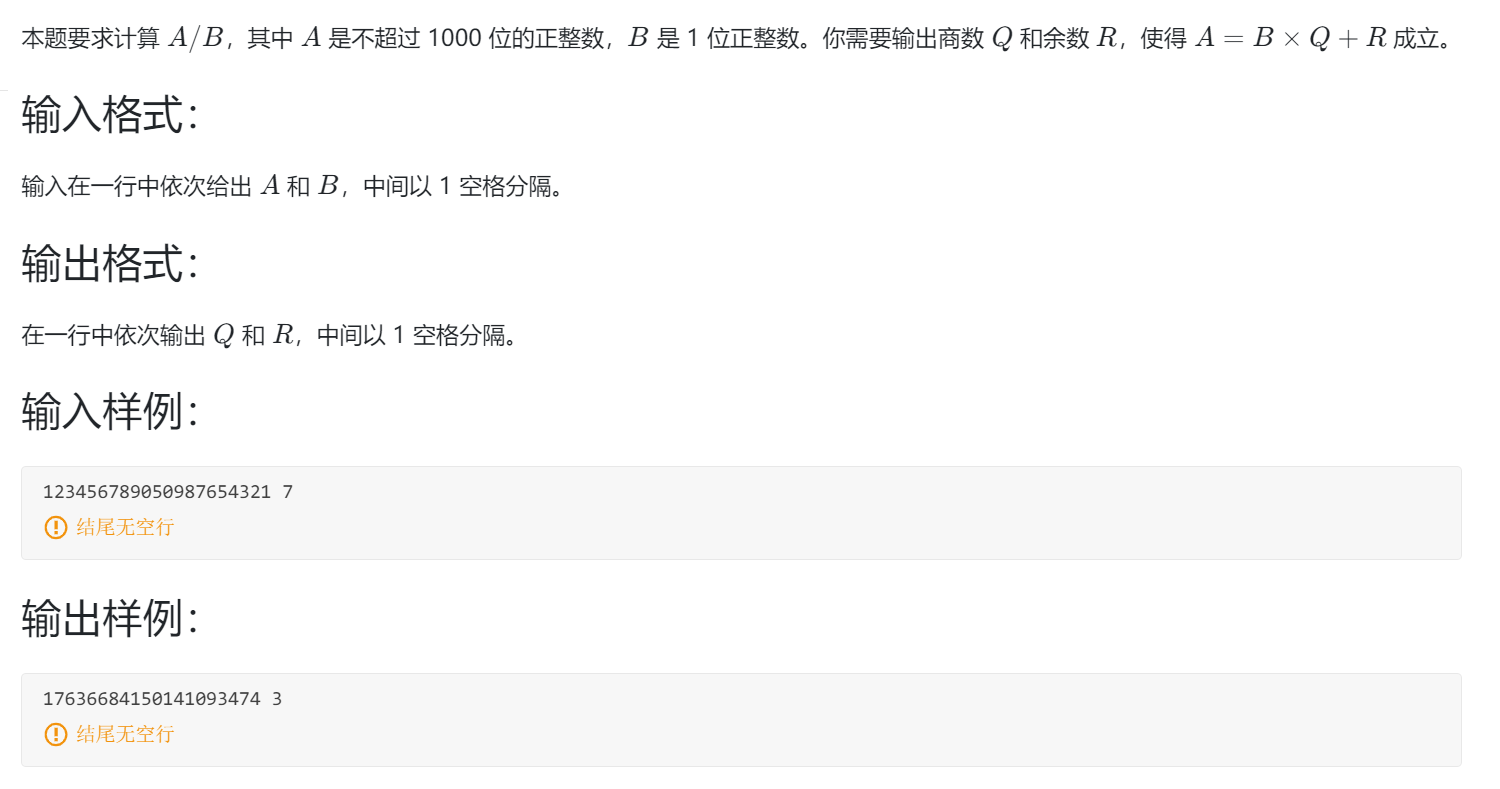 本题要求计算 A/B，其中 A 是不超过 1000 位的正整数，B 是 1 位正整数。你需要输出商数 Q 和余数 R，使得 A = B × Q + R 成立。
输入格式：
输入在一行中依次给出 A 和 B，中间以 1 空格分隔。
输出格式：
在一行中依次输出 Q 和 R，中间以 1 空格分隔。
输入样例：
123456789050987654321 7
结尾无空行
输出样例：
17636684150141093474 3
结尾无空行